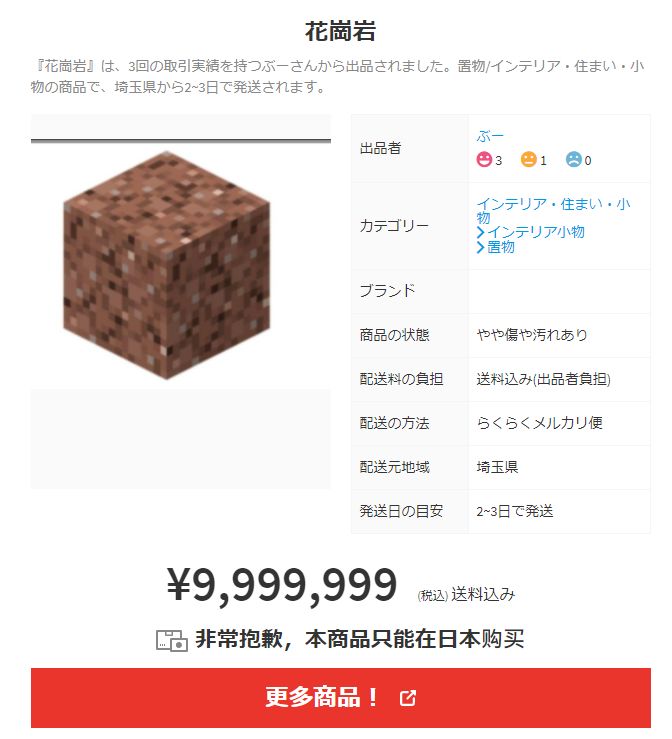 花崗岩
『花崗岩』は、3回の取引実績を持つぶーさんから出品されました。置物/インテリア・住まい・小
物の商品で、埼玉県から2~3日で発送されます。
出品者
ぶー
3 1 0
カテゴリー
インテリア・住まい・小
物
インテリア小物
置物
ブランド
商品の状態 やや傷や汚れあり
配送料の負担 送料込み(出品者負担)
配送の方法 らくらくメルカリ便
配送元地域 埼玉県
発送日の目安 2~3日で発送
¥9,999,999 (税込) 送料込み
非常抱歉，本商品只能在日本购买
更多商品！